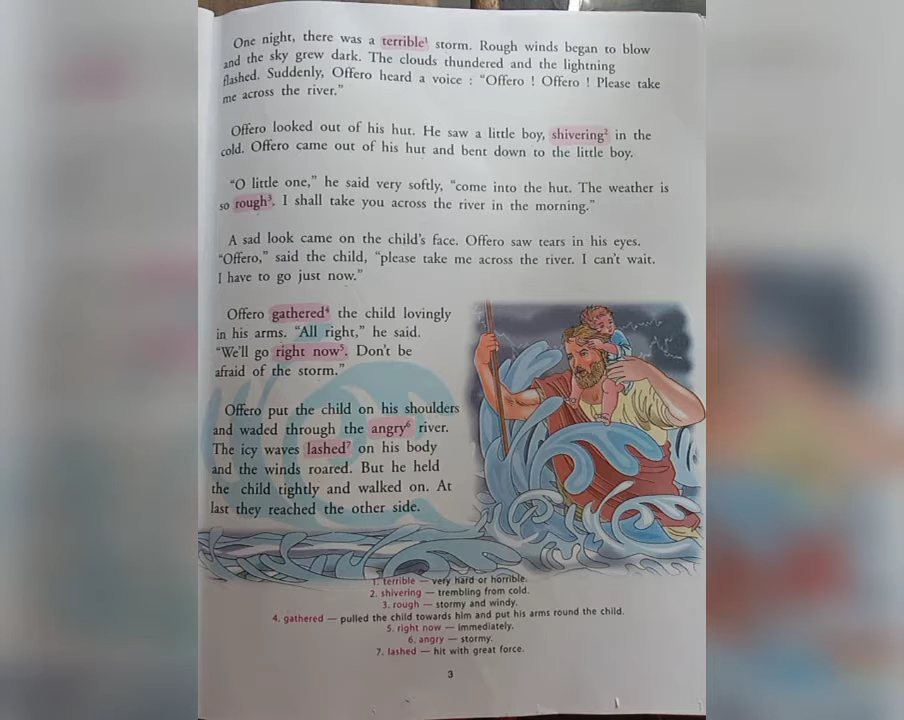 One night, there was a terrible¹ storm. Rough winds began to blow
and the sky grew dark. The clouds thundered and the lightning
flashed. Suddenly, Offero heard a voice : “Offero ! Offero ! Please take
me across the river.”
Offero looked out of his hut. He saw a little boy, shivering² in the
cold. Offero came out of his hut and bent down to the little boy.
“O little one,” he said very softly, “come into the hut. The weather is
so rough³. I shall take you across the river in the morning.”
A sad look came on the child’s face. Offero saw tears in his eyes.
“Offero,” said the child, “please take me across the river. I can’t wait.
I have to go just now.”
Offero gathered⁴ the child lovingly
in his arms. “All right,” he said.
“We’ll go right now⁵. Don’t be
afraid of the storm.”
Offero put the child on his shoulders
and waded through the angry⁶ river.
The icy waves lashed⁷ on his body
and the winds roared. But he held
the child tightly and walked on. At
last they reached the other side.
1. terrible — very hard or horrible.
2. shivering — trembling from cold.
3. rough — stormy and windy.
4. gathered — pulled the child towards him and put his arms round the child.
5. right now — immediately.
6. angry — stormy.
7. lashed — hit with great force.
3